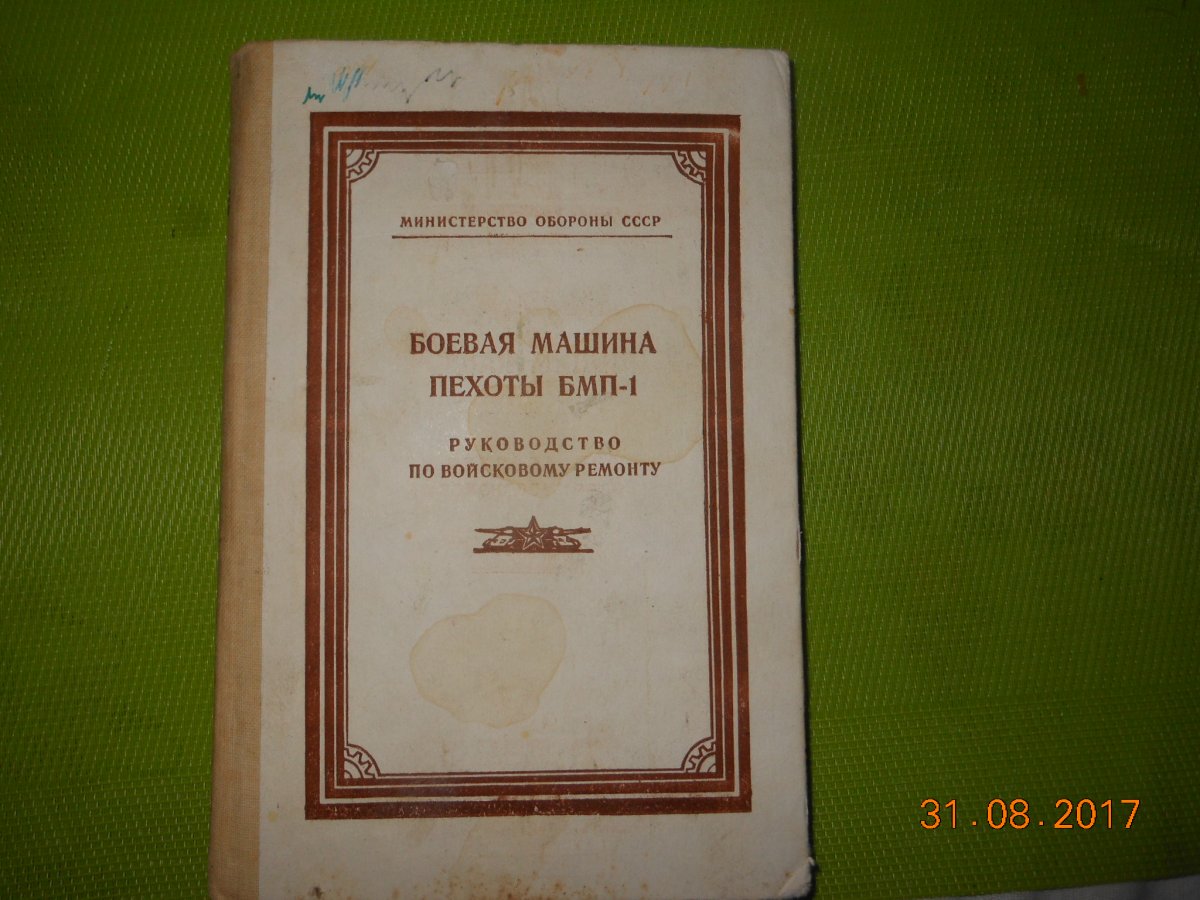 МИНИСТЕРСТВО ОБОРОНЫ СССР
БОЕВАЯ МАШИНА
ПЕХОТЫ БМП-1
РУКОВОДСТВО
ПО ВОЙСКОВОМУ РЕМОНТУ
31.08.2017